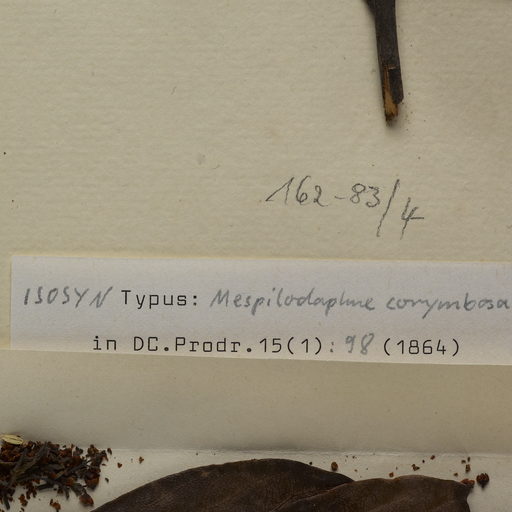 162-83/4
ISOSYN Typus: Mespilodaphne corymbosa
in DC.Prodr.15(1): 98 (1864)